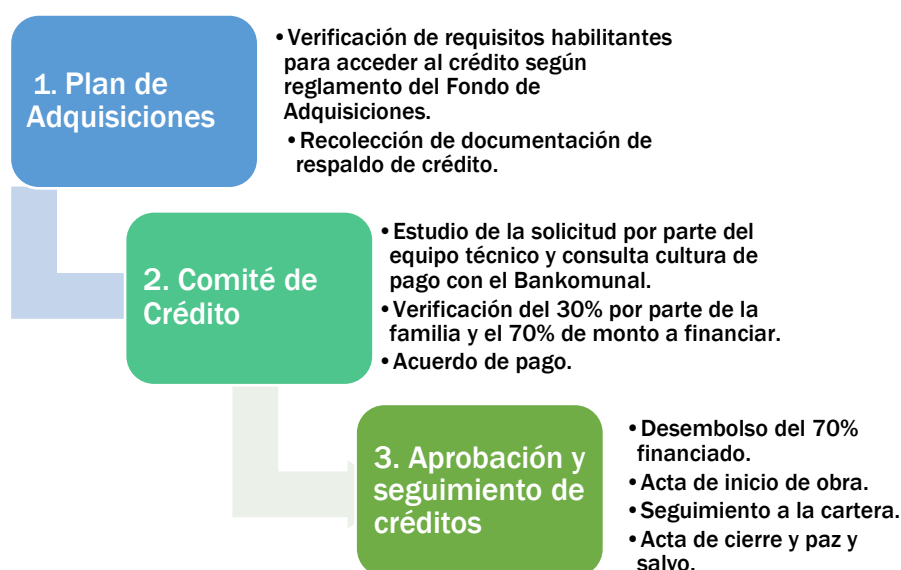 1. Plan de
Adquisiciones
•Verificación de requisitos habilitantes
para acceder al crédito según
reglamento del Fondo de
Adquisiciones.
•Recolección de documentación de
respaldo de crédito.
2. Comité de
Crédito
•Estudio de la solicitud por parte del
equipo técnico y consulta cultura de
pago con el Bankomunal.
•Verificación del 30% por parte de la
familia y el 70% de monto a financiar.
•Acuerdo de pago.
3. Aprobación y
seguimiento de
créditos
•Desembolso del 70%
financiado.
•Acta de inicio de obra.
•Seguimiento a la cartera.
•Acta de cierre y paz y
salvo.